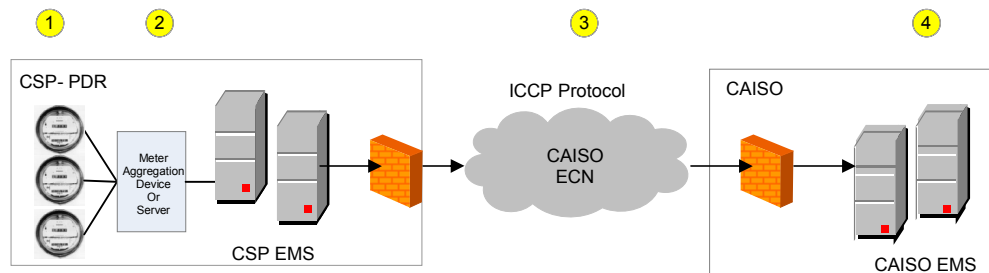 1
2
3
4
CSP- PDR
Meter
Aggregation
Device
Or
Server
CSP EMS
ICCP Protocol
CAISO
ECN
CAISO
CAISO EMS